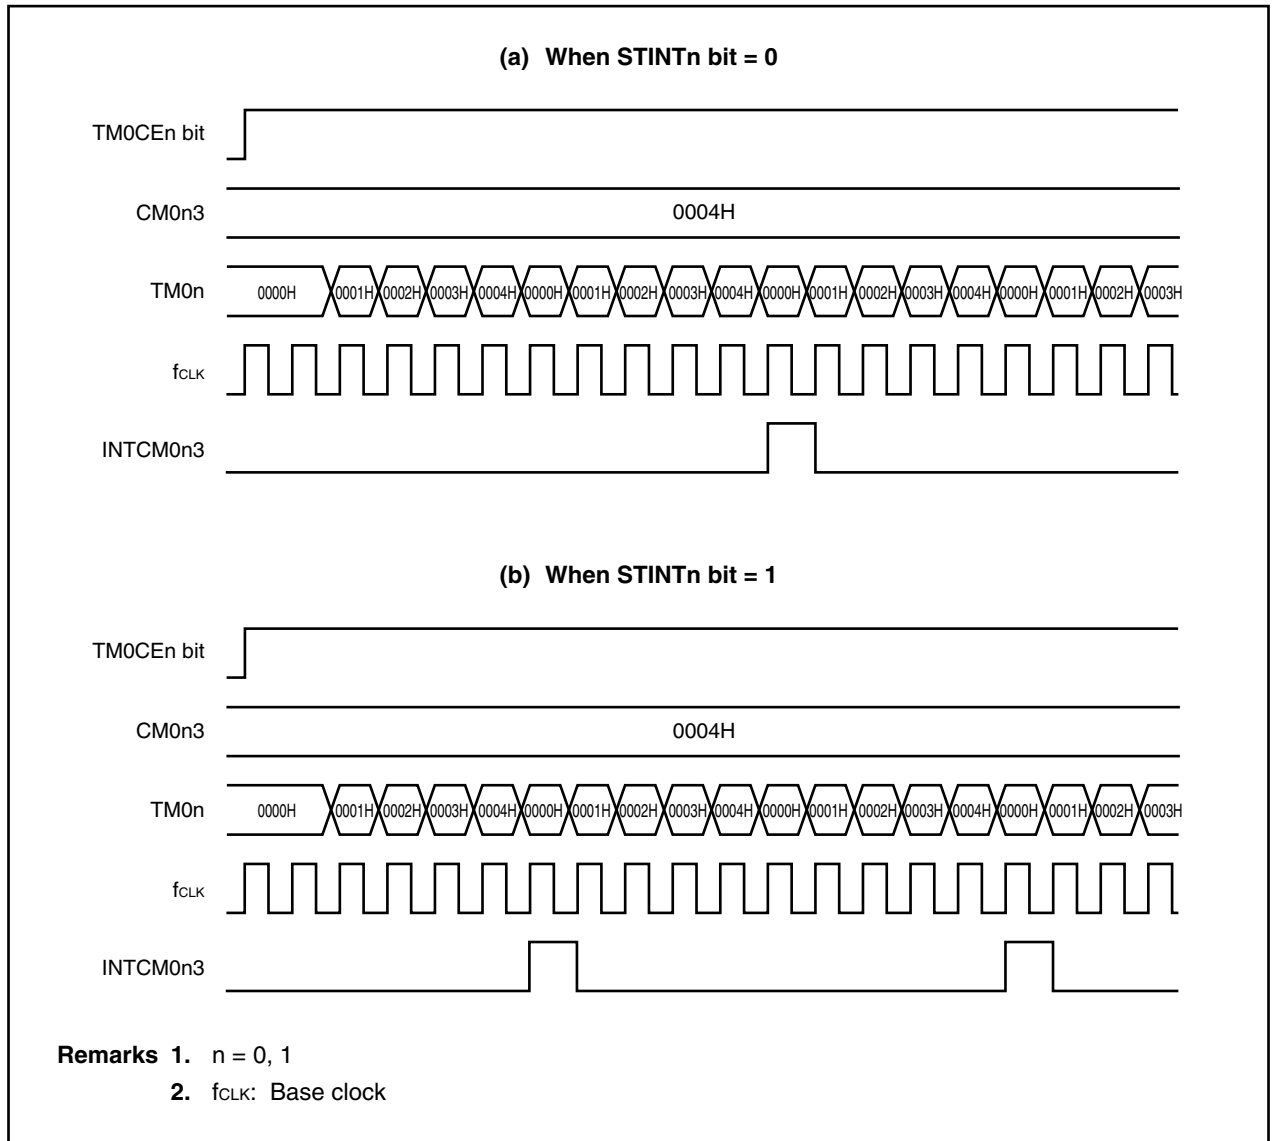 (a) When STINTn bit = 0
TM0CEn bit
CM0n3 0004H
TM0n 0000H 0001H 0002H 0003H 0004H 0000H 0001H 0002H 0003H 0004H 0000H 0001H 0002H 0003H 0004H 0000H 0001H 0002H 0003H
fCLK
INTCM0n3
(b) When STINTn bit = 1
TM0CEn bit
CM0n3 0004H
TM0n 0000H 0001H 0002H 0003H 0004H 0000H 0001H 0002H 0003H 0004H 0000H 0001H 0002H 0003H 0004H 0000H 0001H 0002H 0003H
fCLK
INTCM0n3
Remarks 1. n = 0, 1
2. fCLK: Base clock